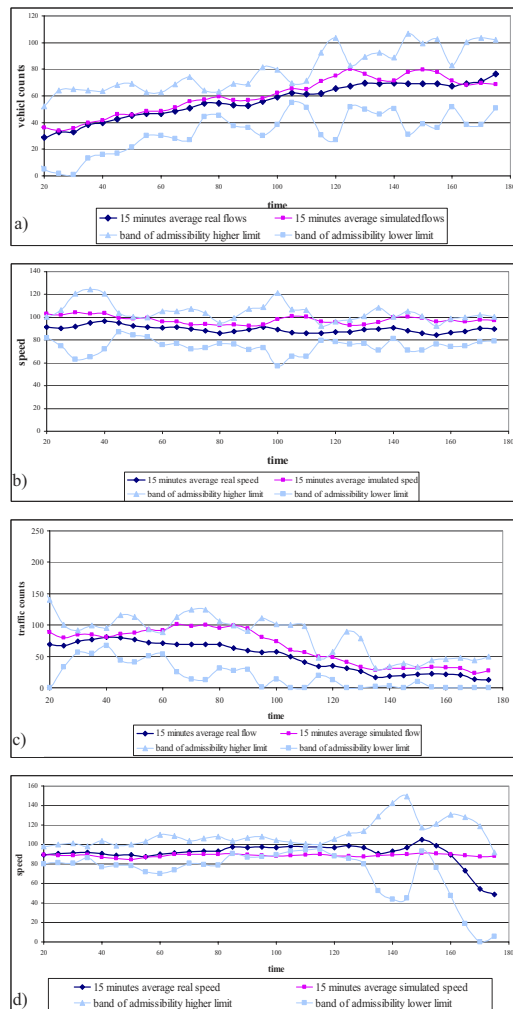 120
100
80
60
40
20
0
vehicl counts
20 40 60 80 100 120 140 160 180
time
a)
15 minutes average real flows 15 minutes average simulatedflows
band of admissibility higher limit band of admissibility lower limit
140
120
100
80
60
40
20
0
speed
20 40 60 80 100 120 140 160 180
time
b)
15 minutes average real speed 15 minutes average imulated sped
band of admissibility higher limit band of admissibility lower limit
250
200
150
100
50
0
traffic counts
20 40 60 80 100 120 140 160 180
time
c)
15 minutes average real flow 15 minutes average simulated flow
band of admissibility higher limit band of admissibility lower limit
160
140
120
100
80
60
40
20
0
speed
20 40 60 80 100 120 140 160 180
time
d)
15 minutes average real speed 15 minutes average simulated speed
band of admissibility higher limit band of admissibility lower limit